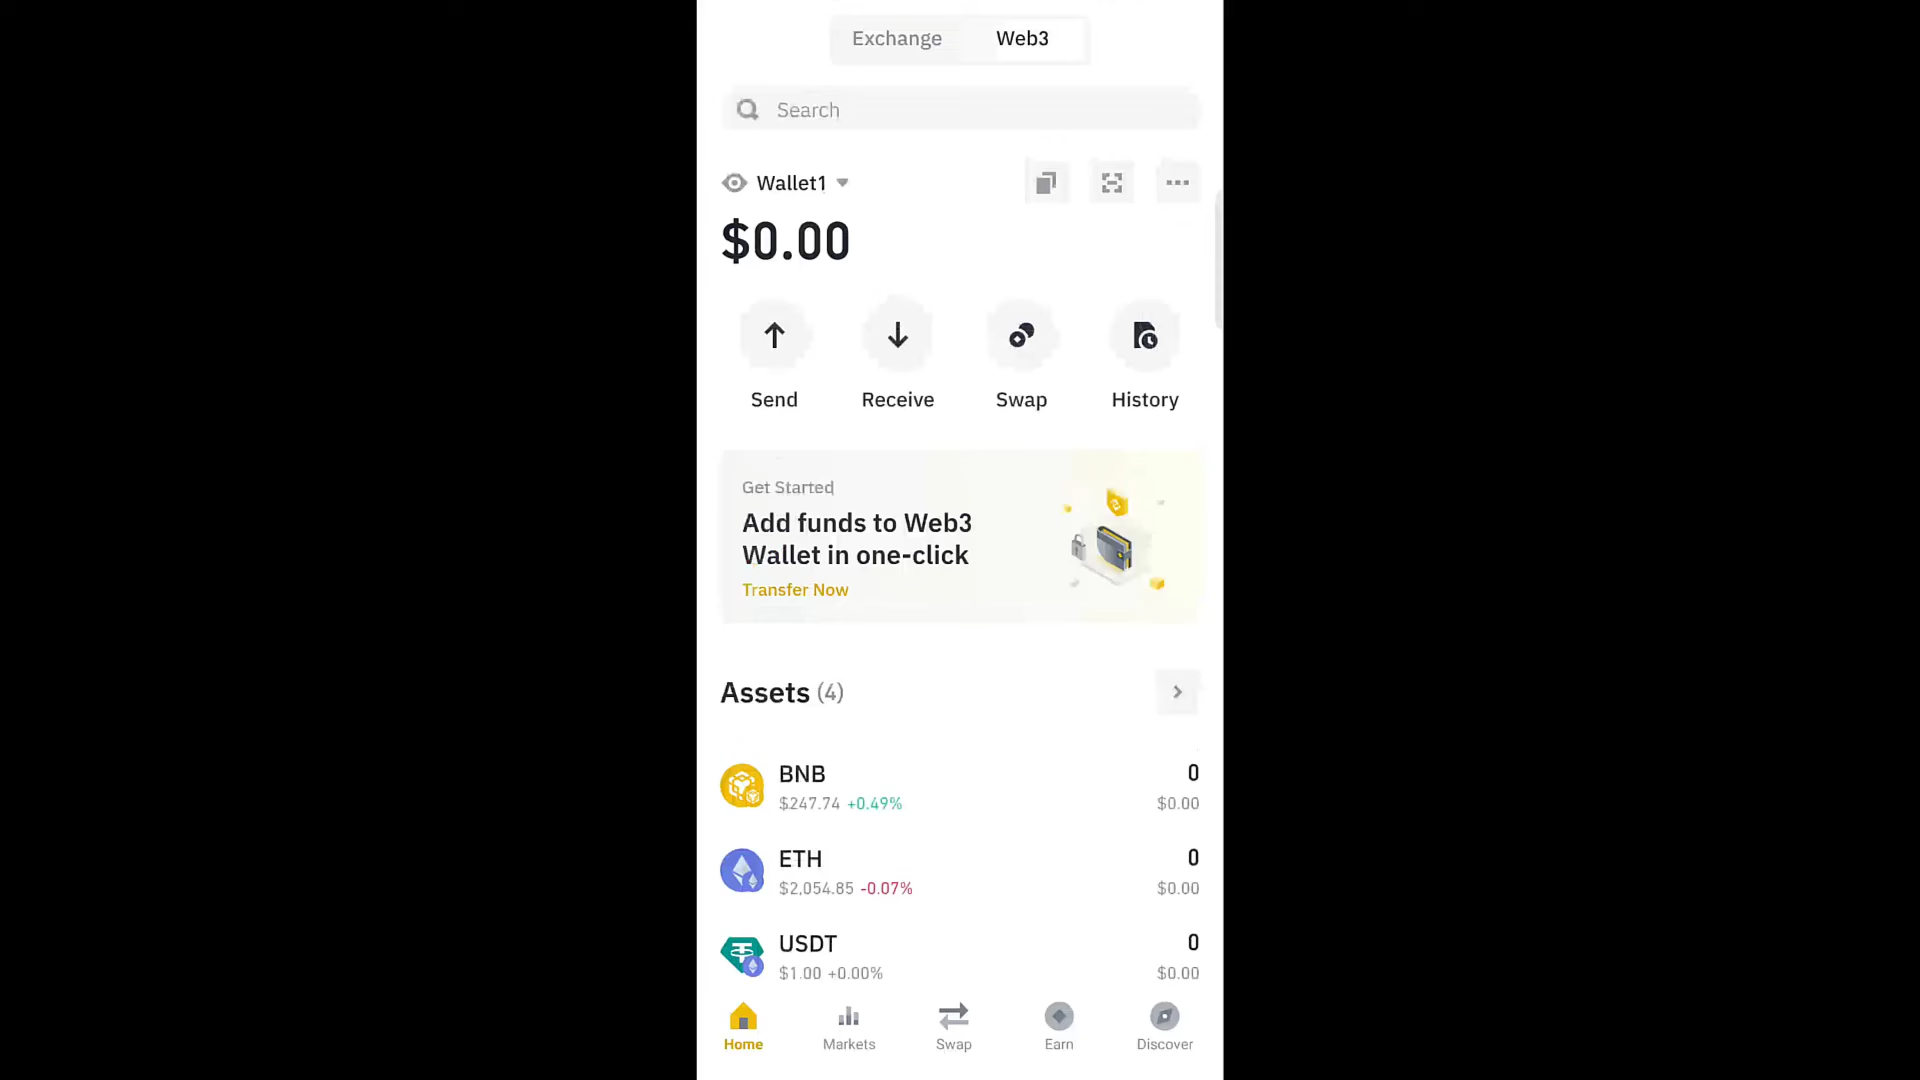 Exchange Web3
Search
Wallet1
$0.00
Send Receive Swap History
Get Started
Add funds to Web3
Wallet in one-click
Transfer Now
Assets (4)
BNB 0
$247.74 +0.49% $0.00
ETH 0
$2,054.85 -0.07% $0.00
USDT 0
$1.00 +0.00% $0.00
Home Markets Swap Earn Discover